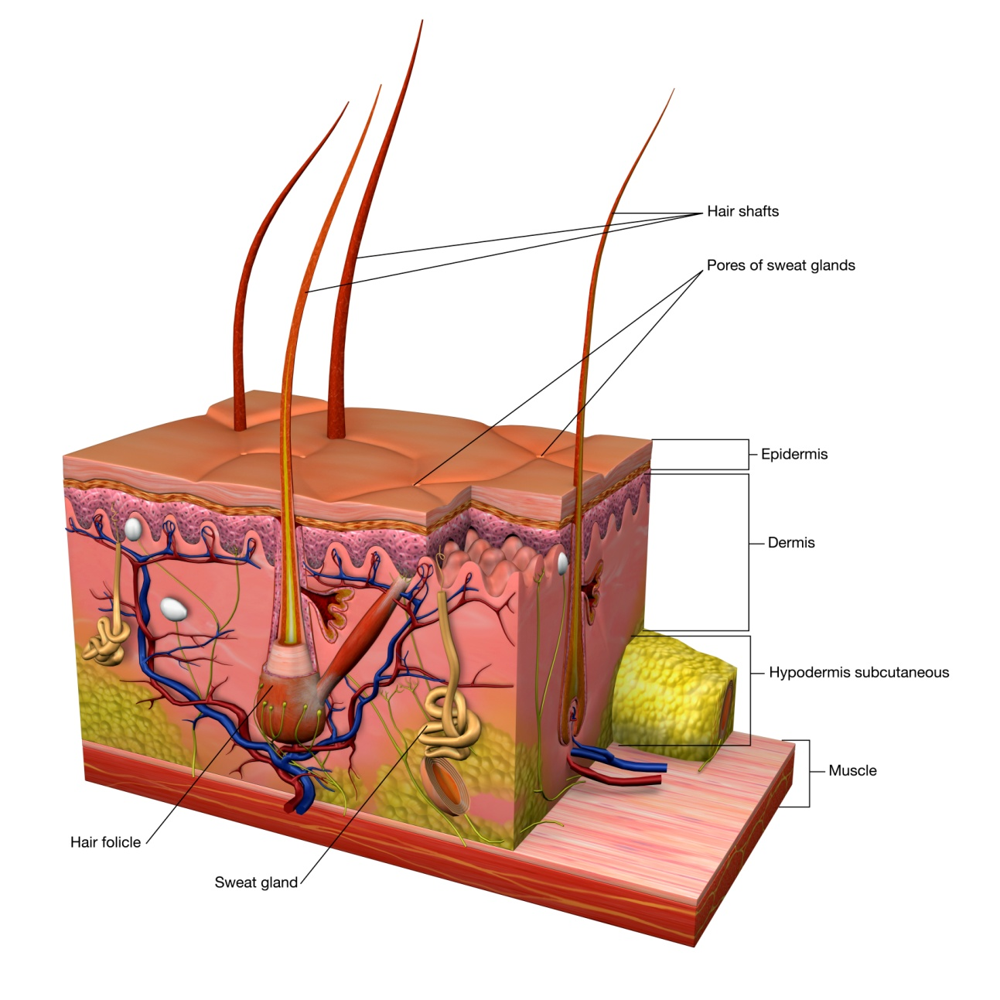 Hair shafts
Pores of sweat glands
Epidermis
Dermis
Hypodermis subcutaneous
Muscle
Hair folicle
Sweat gland